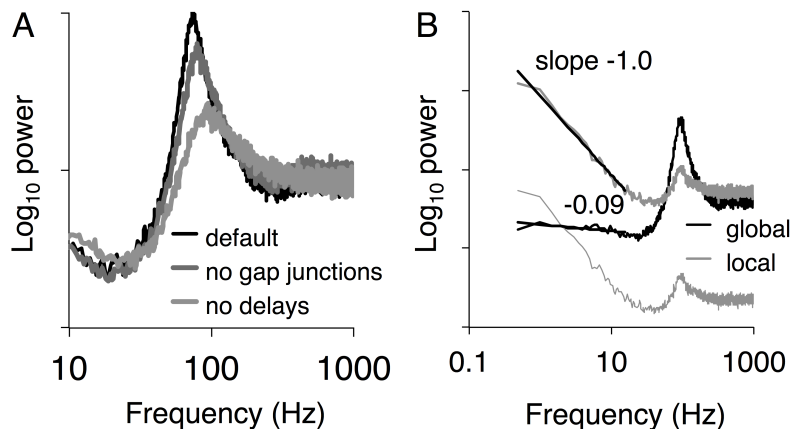 A
Log10 power
default
no gap junctions
no delays
10 100 1000
Frequency (Hz)
B
Log10 power
slope -1.0
-0.09
global
local
0.1 10 1000
Frequency (Hz)